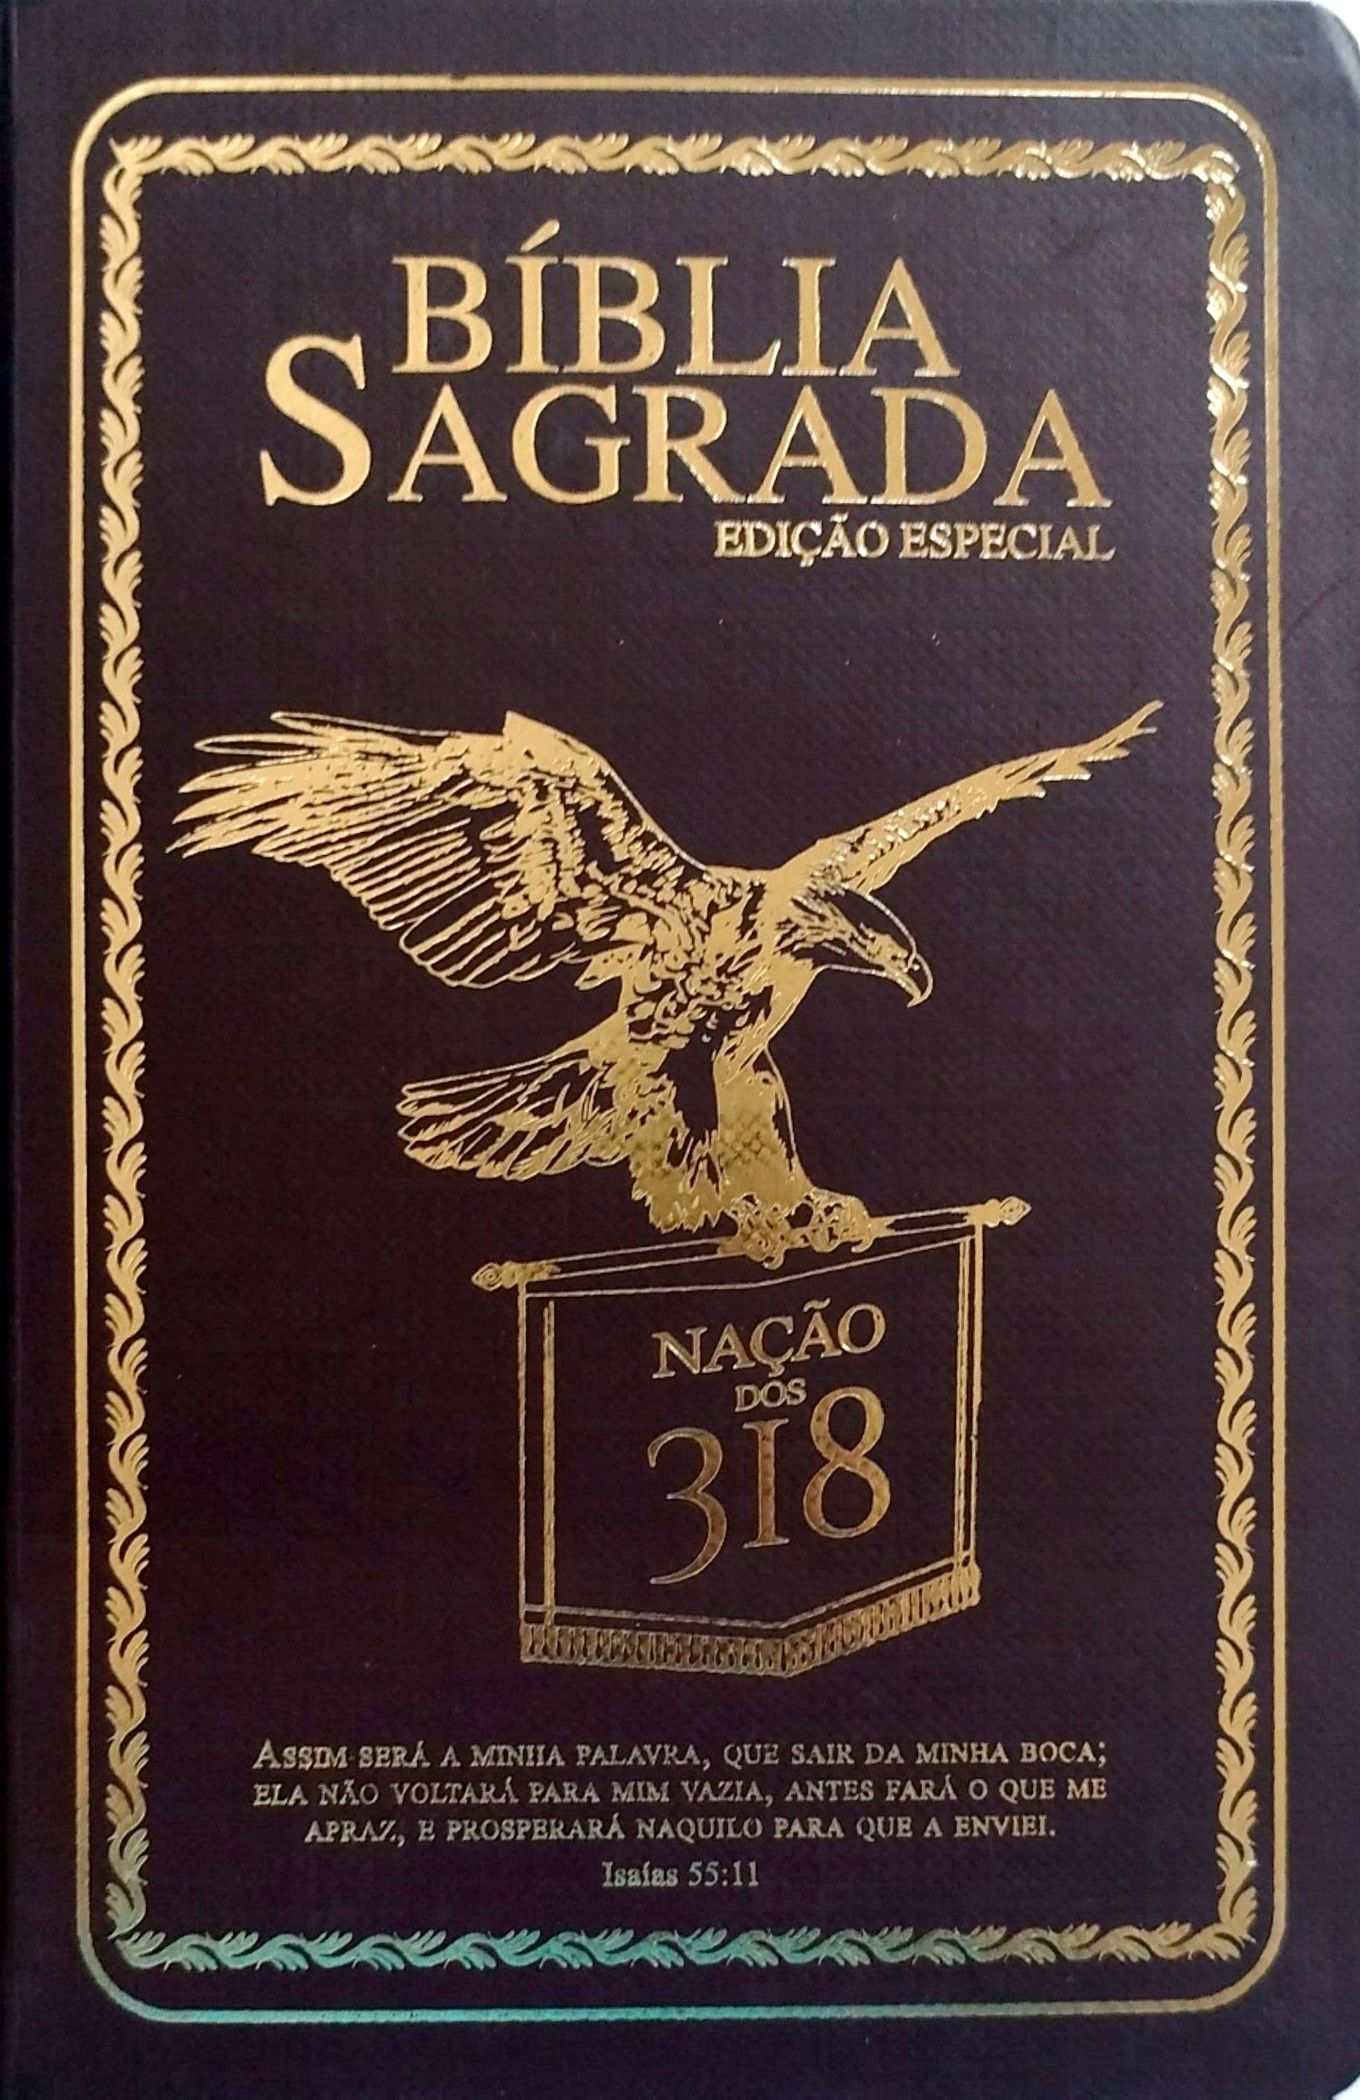 BÍBLIA
SAGRADA
EDIÇÃO ESPECIAL
NAÇÃO
DOS
318
ASSIM SERÁ A MINHA PALAVRA, QUE SAIR DA MINHA BOCA;
ELA NÃO VOLTARÁ PARA MIM VAZIA, ANTES FARÁ O QUE ME
APRAZ, E PROSPERARÁ NAQUILO PARA QUE A ENVIEI.
Isaías 55:11